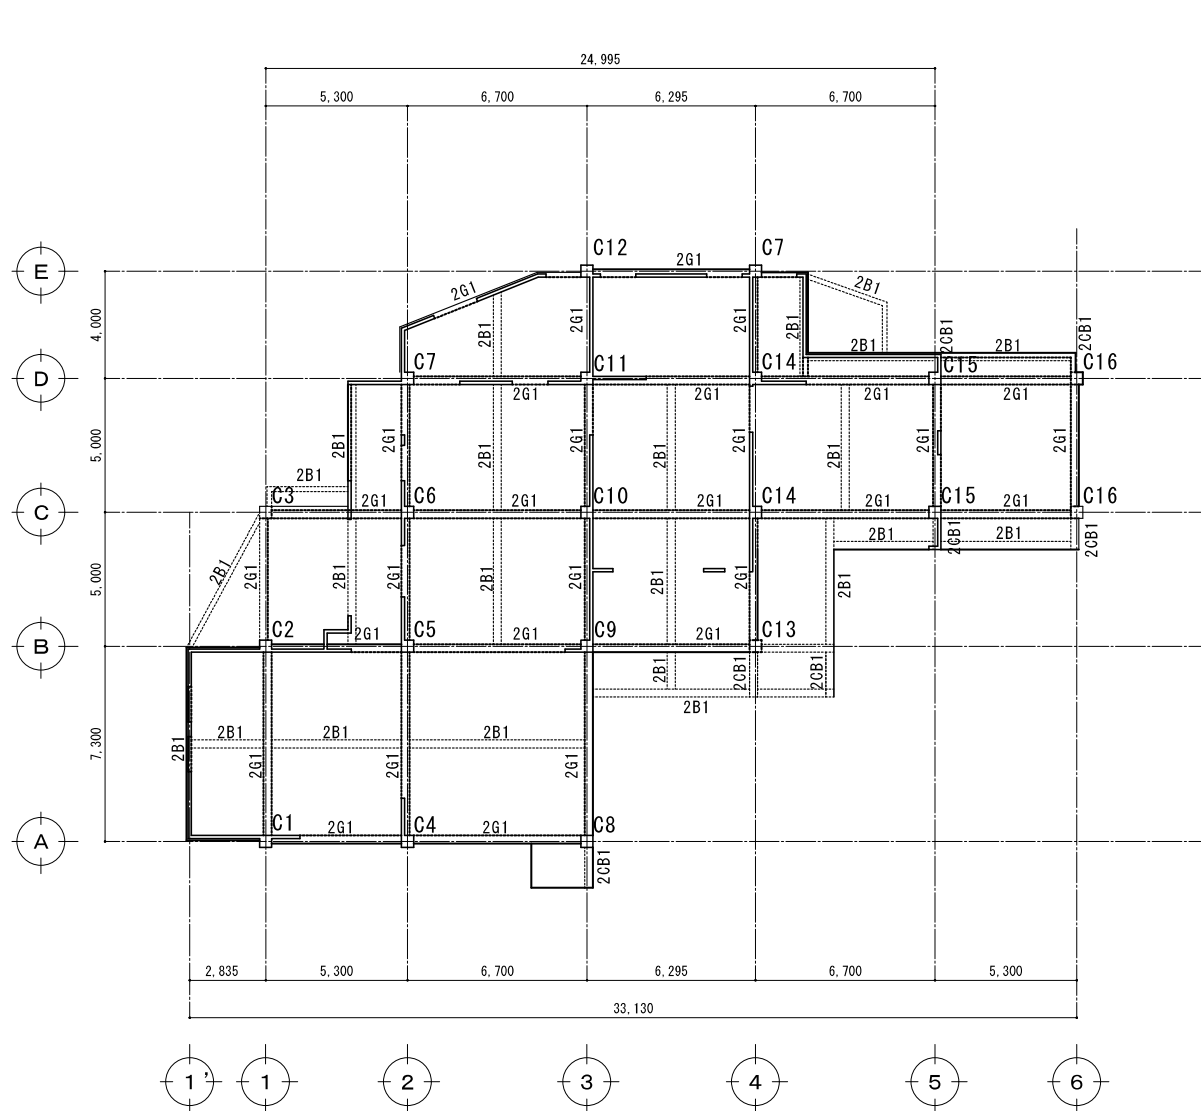 24,995
5,300 6,700 6,295 6,700
C12 C7
2G1
E
2G1 2B1
4,000 2B1 2G1 2G1 2B1 2B1 2CB1 2B1 2CB1
C7 C11 C14 C15 C16
D
2G1 2G1 2G1 2G1
5,000 2B1 2G1 2B1 2G1 2B1 2G1 2B1 2G1 2G1
2B1
C3 C6 C10 C14 C15 C16
2G1 2G1 2G1 2G1
C
2B1 2CB1 2B1 2CB1
5,000 2B1 2G1 2B1 2G1 2B1 2G1 2B1 2G1 2B1
C2 C5 C9 C13
2G1 2G1 2G1
B
2B1 2CB1 2CB1
2B1
2B1 2B1 2B1
7,300 2B1 2G1 2G1 2G1
C1 C4 C8
2G1 2G1
A
2CB1
2,835 5,300 6,700 6,295 6,700 5,300
33,130
1' 1 2 3 4 5 6